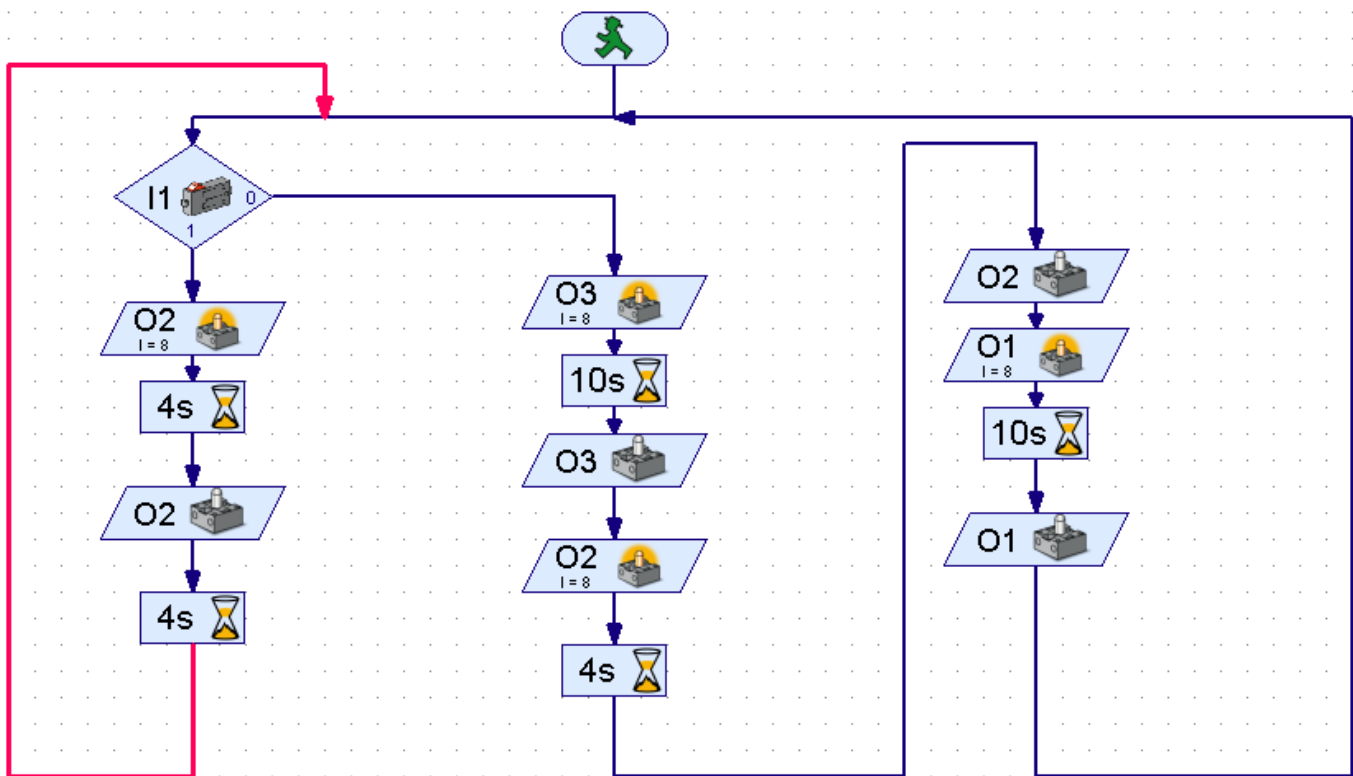 I1
0
1
O2
I = 8
4s
O2
4s
O3
I = 8
10s
O3
O2
I = 8
4s
O2
O1
I = 8
10s
O1